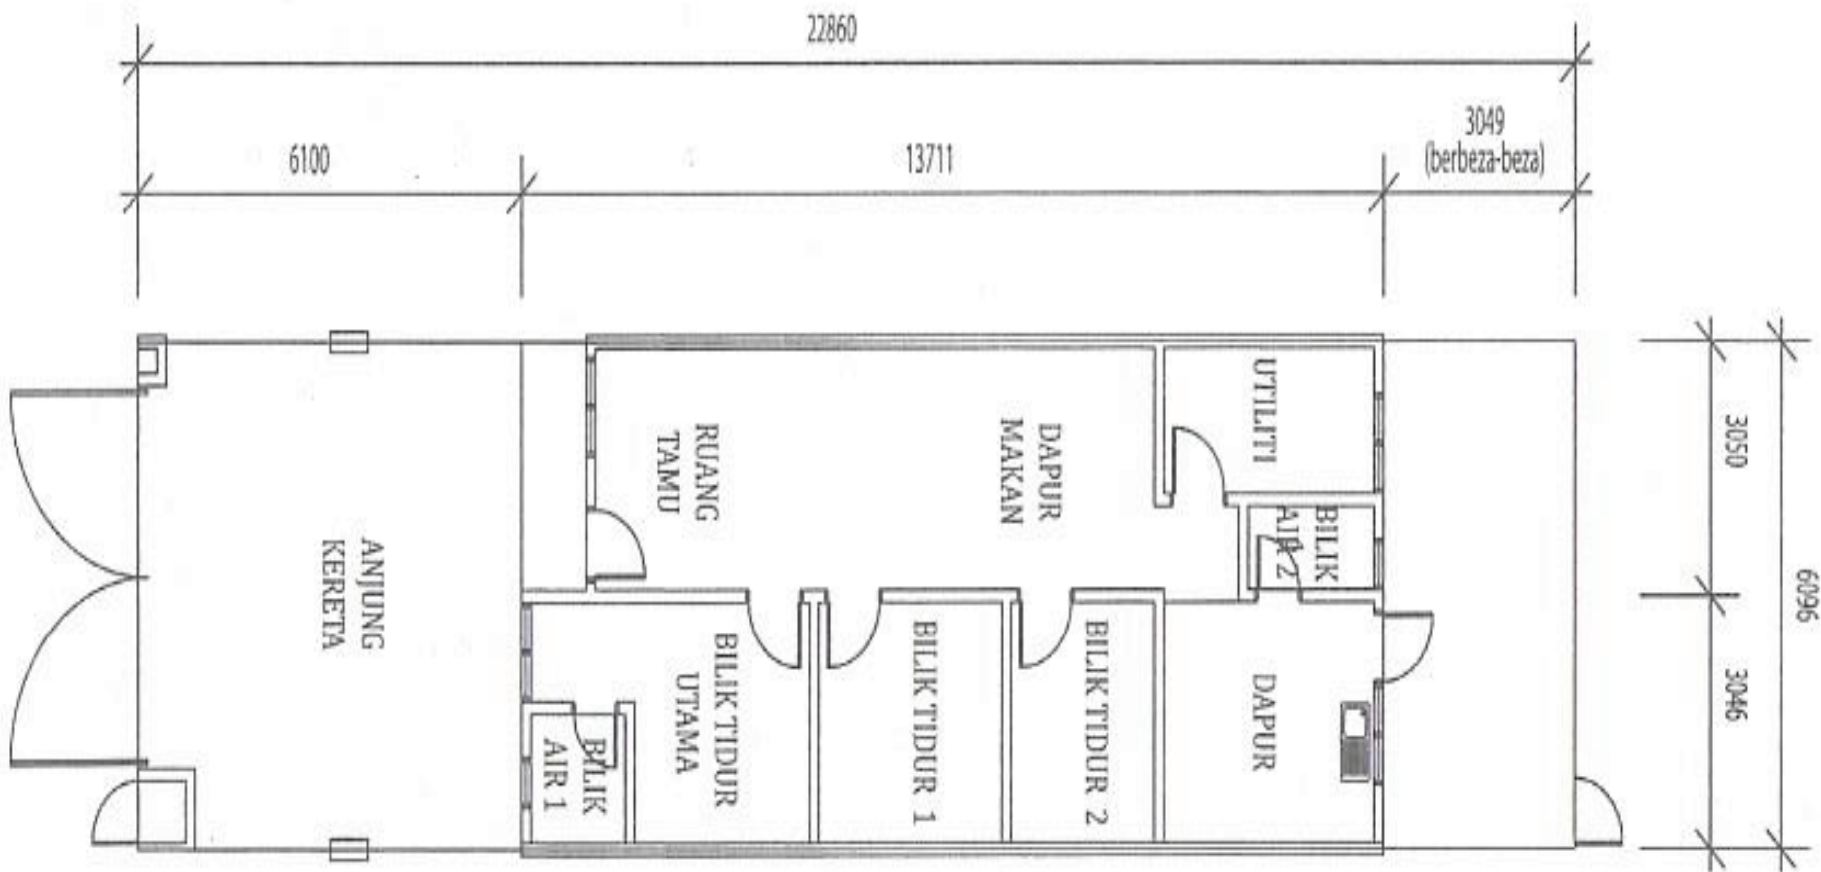 22860
6100
13711
3049
(berbeza-beza)
3050
3046
6096
ANJUNG
KERETA
RUANG
TAMU
DAPUR
MAKAN
UTILITI
BILIK
AIR 2
BILIK
AIR 1
BILIK TIDUR
UTAMA
BILIK TIDUR 1
BILIK TIDUR 2
DAPUR